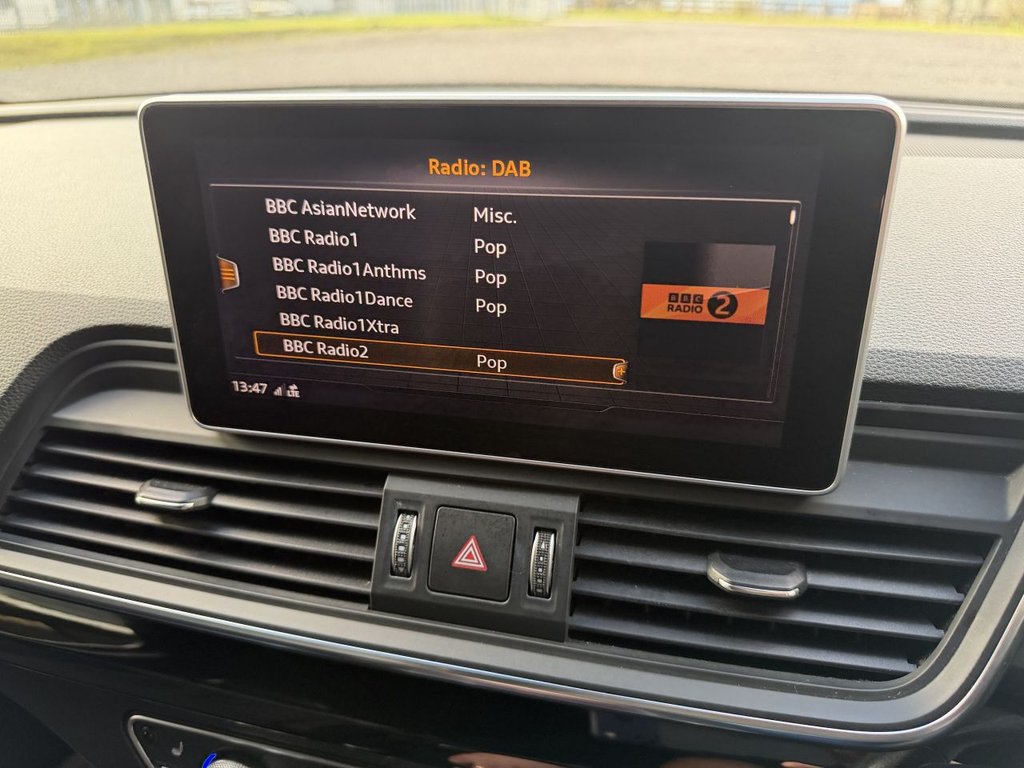 Radio: DAB
BBC AsianNetwork Misc.
BBC Radio1 Pop
BBC Radio1Anthms Pop
BBC Radio1Dance Pop
BBC Radio1Xtra
BBC Radio2 Pop
BBC
RADIO 2
13:47 LTE